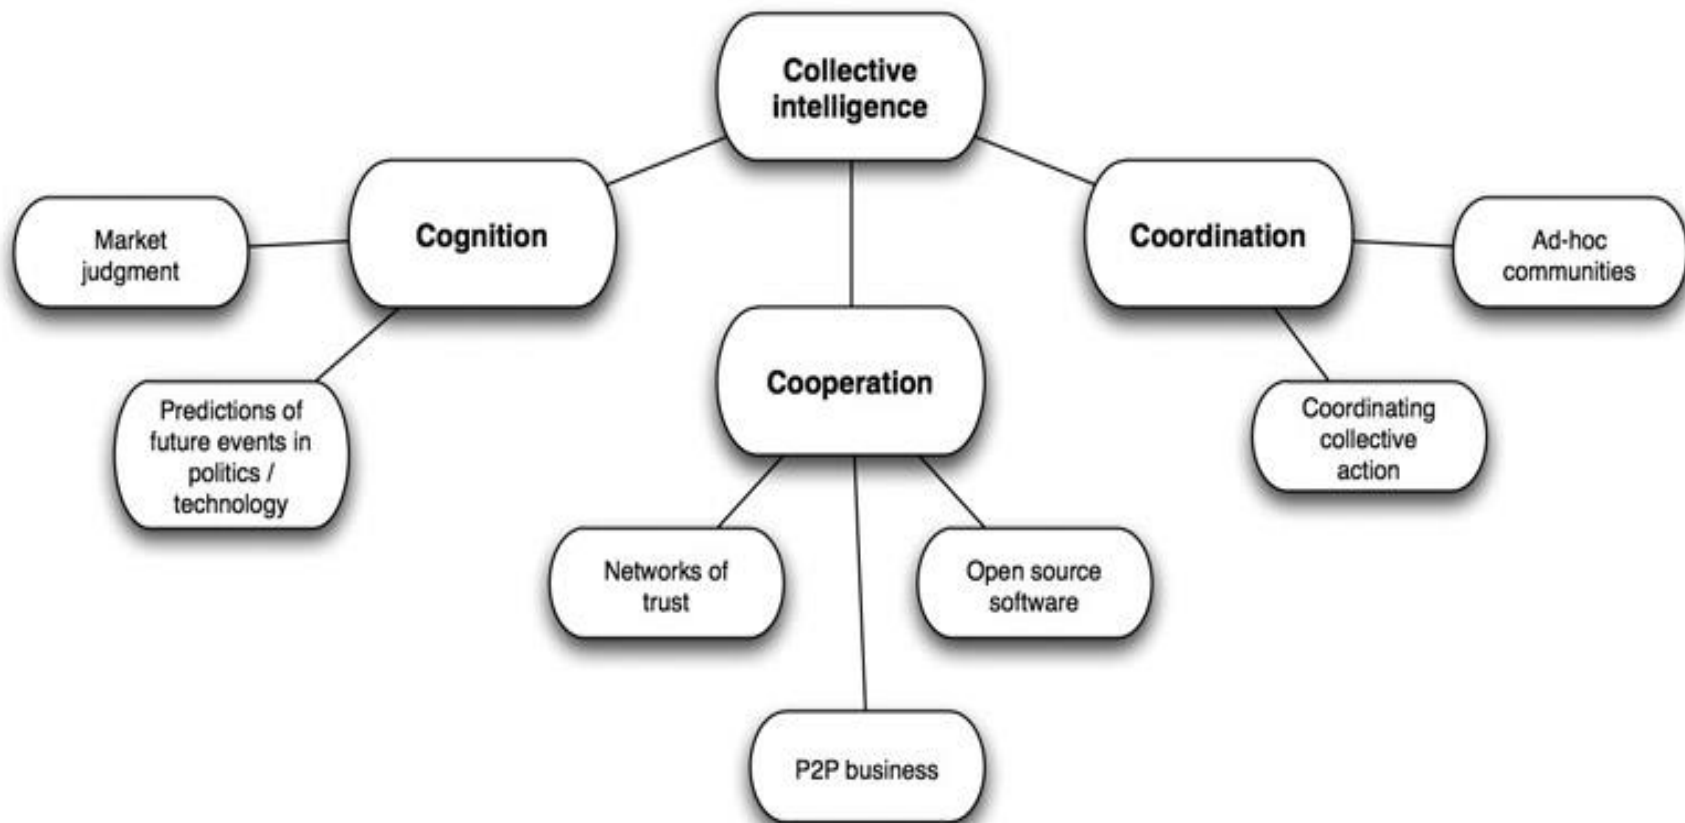 Collective
intelligence
Cognition
Coordination
Market
judgment
Ad-hoc
communities
Cooperation
Predictions of
future events in
politics /
technology
Coordinating
collective
action
Networks of
trust
Open source
software
P2P business